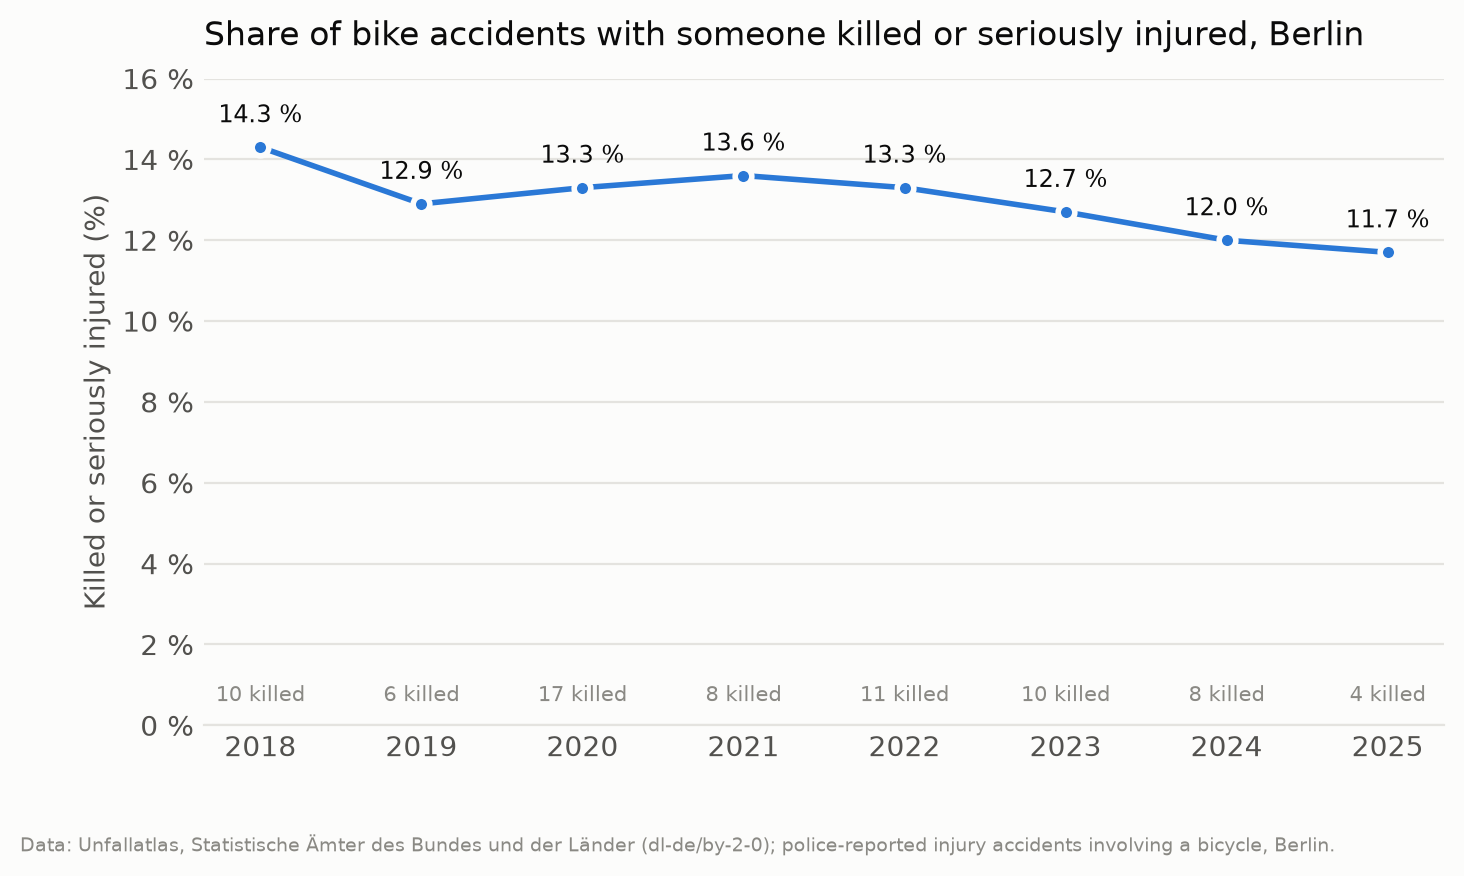 Share of bike accidents with someone killed or seriously injured, Berlin
Killed or seriously injured (%)
16 %
14 %
12 %
10 %
8 %
6 %
4 %
2 %
0 %
14.3 %
12.9 %
13.3 %
13.6 %
13.3 %
12.7 %
12.0 %
11.7 %
10 killed
6 killed
17 killed
8 killed
11 killed
10 killed
8 killed
4 killed
2018
2019
2020
2021
2022
2023
2024
2025
Data: Unfallatlas, Statistische Ämter des Bundes und der Länder (dl-de/by-2-0); police-reported injury accidents involving a bicycle, Berlin.